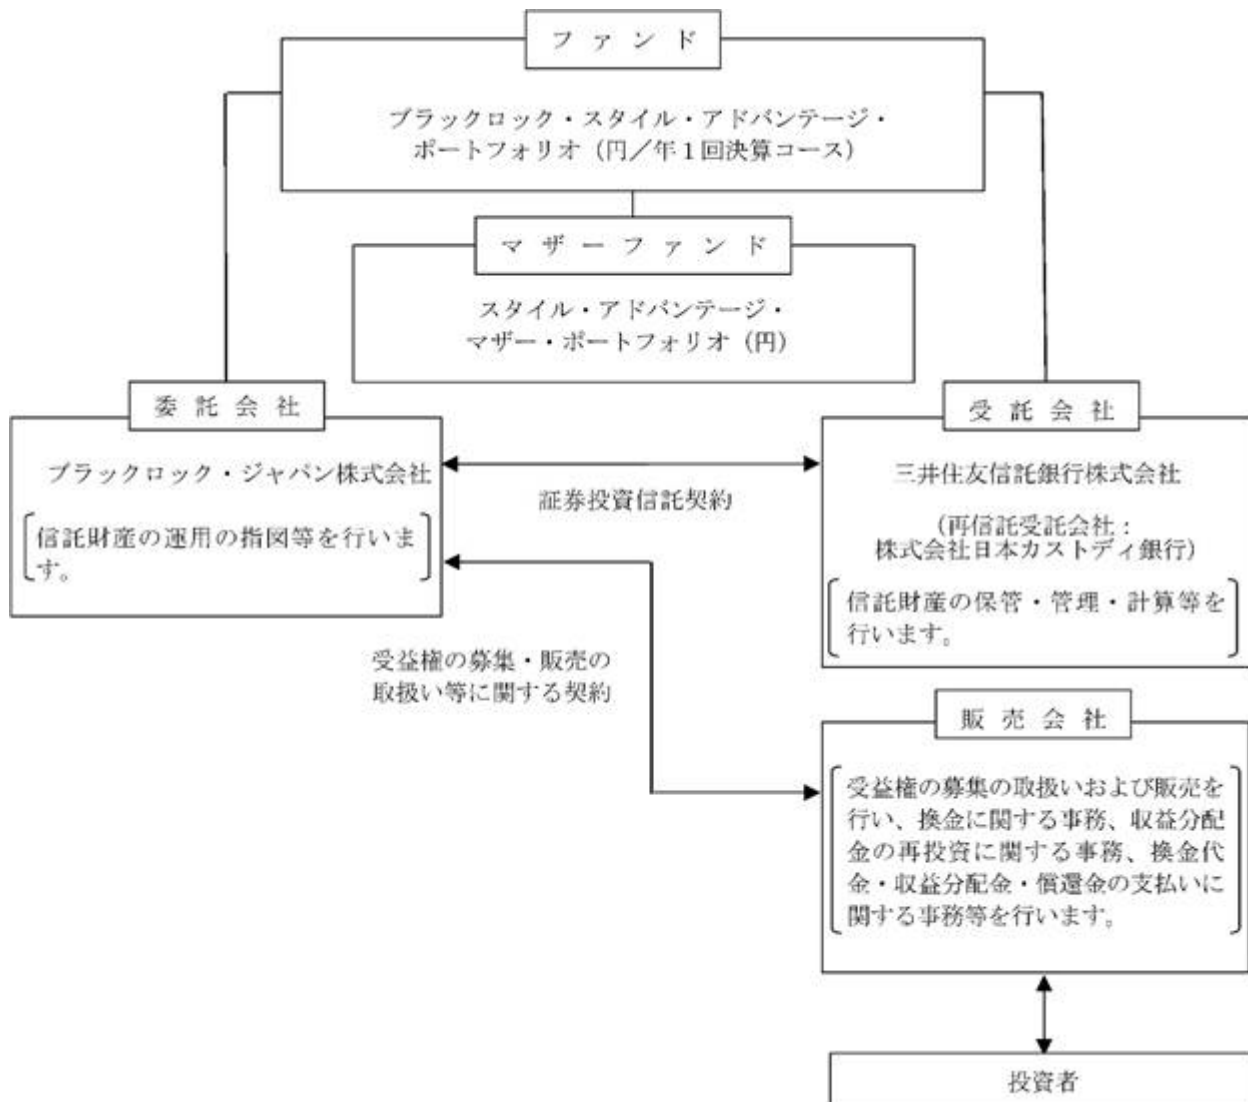 ファンド
ブラックロック・スタイル・アドバンテージ・
ポートフォリオ（円／年１回決算コース）
マザーファンド
スタイル・アドバンテージ・
マザー・ポートフォリオ（円）
委託会社
ブラックロック・ジャパン株式会社
信託財産の運用の指図等を行いま
す。
証券投資信託契約
受託会社
三井住友信託銀行株式会社
（再信託受託会社：
株式会社日本カストディ銀行）
信託財産の保管・管理・計算等を
行います。
受益権の募集・販売の
取扱い等に関する契約
販売会社
受益権の募集の取扱いおよび販売を
行い、換金に関する事務、収益分配
金の再投資に関する事務、換金代
金・収益分配金・償還金の支払いに
関する事務等を行います。
投資者